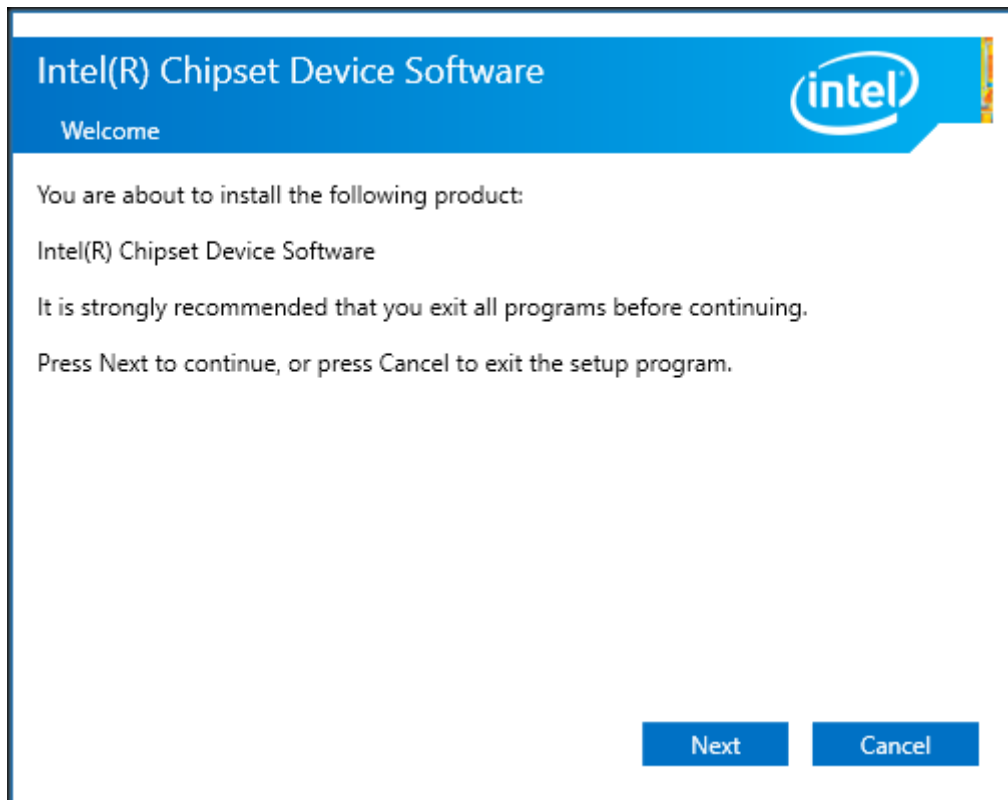 Intel(R) Chipset Device Software
intel
Welcome
You are about to install the following product:
Intel(R) Chipset Device Software
It is strongly recommended that you exit all programs before continuing.
Press Next to continue, or press Cancel to exit the setup program.
Next
Cancel